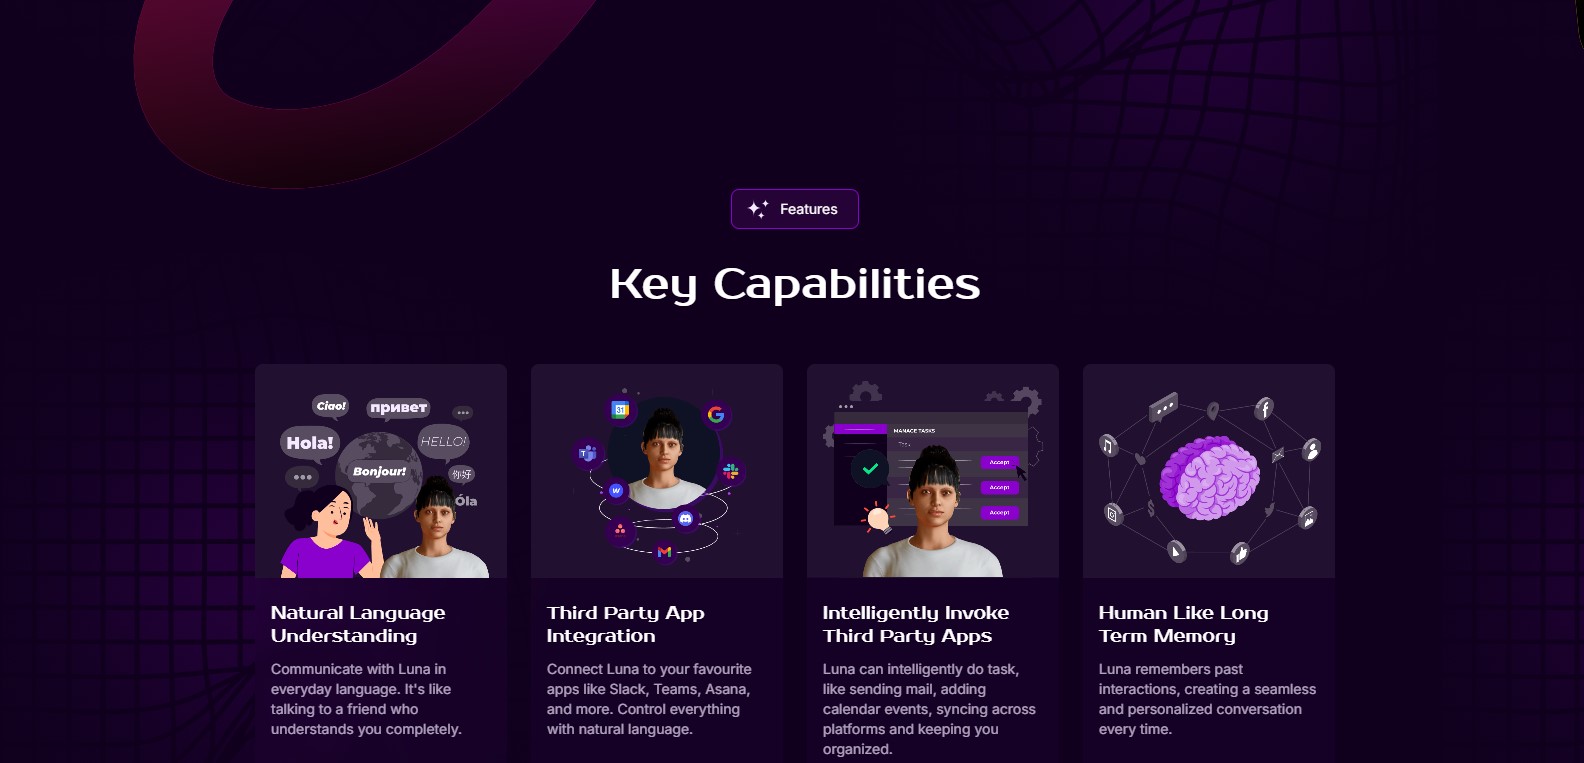 Features
Key Capabilities
Ciao!
привет
Hola!
HELLO!
Bonjour!
你好
Óla
31
T
W
MANAGE TASKS
Task
Accept
Accept
Accept
Natural Language
Understanding
Communicate with Luna in
everyday language. It's like
talking to a friend who
understands you completely.
Third Party App
Integration
Connect Luna to your favourite
apps like Slack, Teams, Asana,
and more. Control everything
with natural language.
Intelligently Invoke
Third Party Apps
Luna can intelligently do task,
like sending mail, adding
calendar events, syncing across
platforms and keeping you
organized.
Human Like Long
Term Memory
Luna remembers past
interactions, creating a seamless
and personalized conversation
every time.